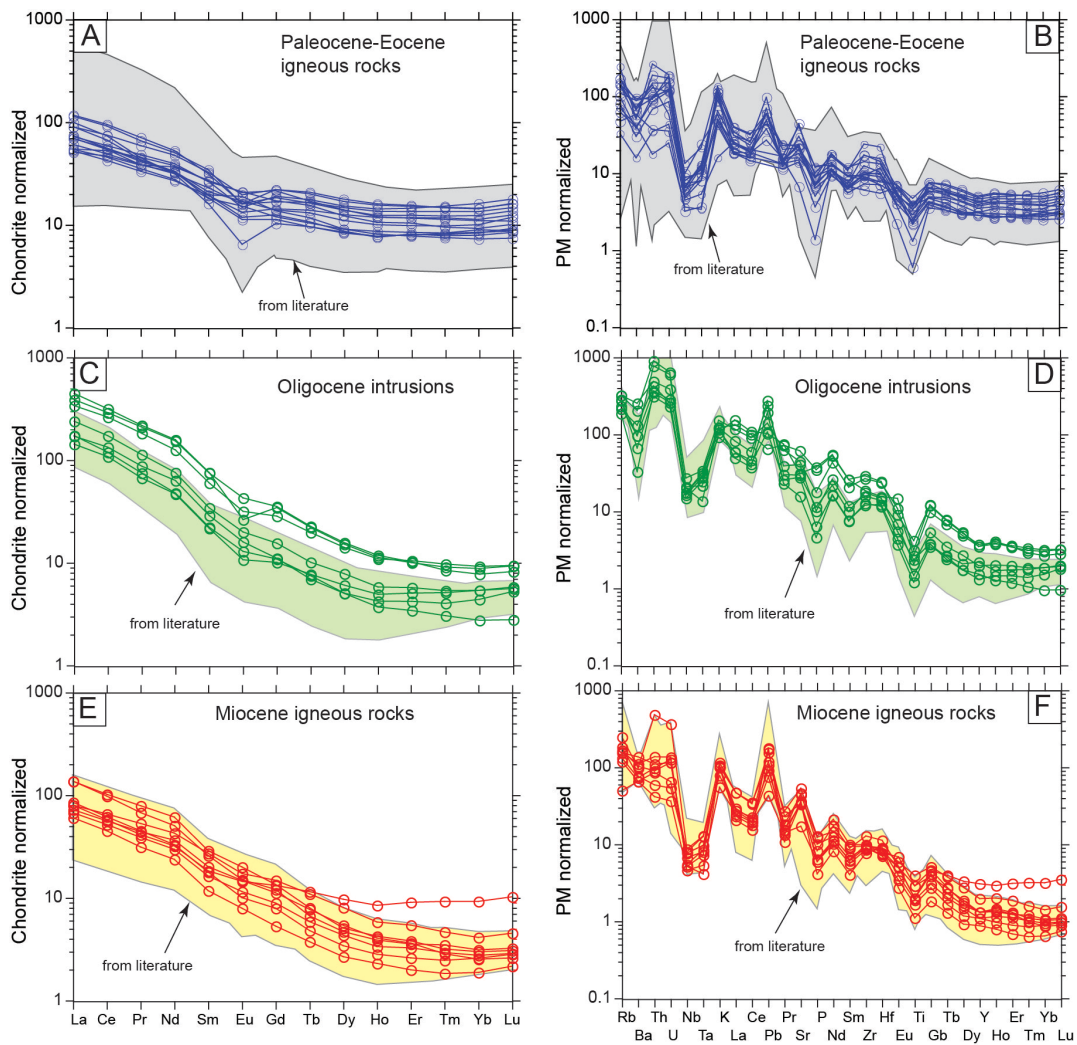 A
Paleocene-Eocene
igneous rocks
1000
100
10
1
Chondrite normalized
from literature
B
Paleocene-Eocene
igneous rocks
1000
100
10
1
0.1
PM normalized
from literature
C
Oligocene intrusions
1000
100
10
1
Chondrite normalized
from literature
D
Oligocene intrusions
1000
100
10
1
0.1
PM normalized
from literature
E
Miocene igneous rocks
1000
100
10
1
Chondrite normalized
from literature
La Ce Pr Nd Sm Eu Gd Tb Dy Ho Er Tm Yb Lu
F
Miocene igneous rocks
1000
100
10
1
0.1
PM normalized
from literature
Rb Th Nb K Ce Pr P Sm Hf Ti Tb Y Er Yb
Ba U Ta La Pb Sr Nd Zr Eu Gb Dy Ho Tm Lu